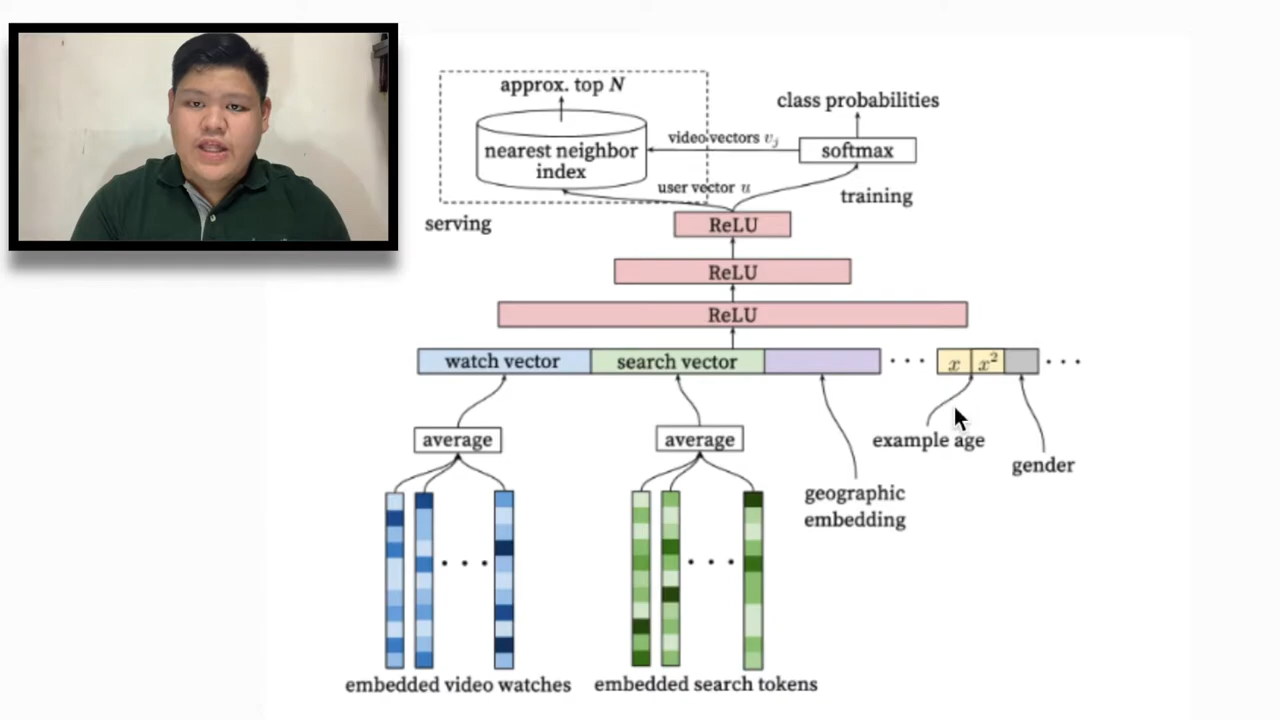 approx. top N
class probabilities
video vectors vj
nearest neighbor
index
softmax
user vector u
training
serving
ReLU
ReLU
ReLU
watch vector
search vector
. . .
x
x²
. . .
average
average
example age
gender
geographic
embedding
. . .
. . .
embedded video watches
embedded search tokens